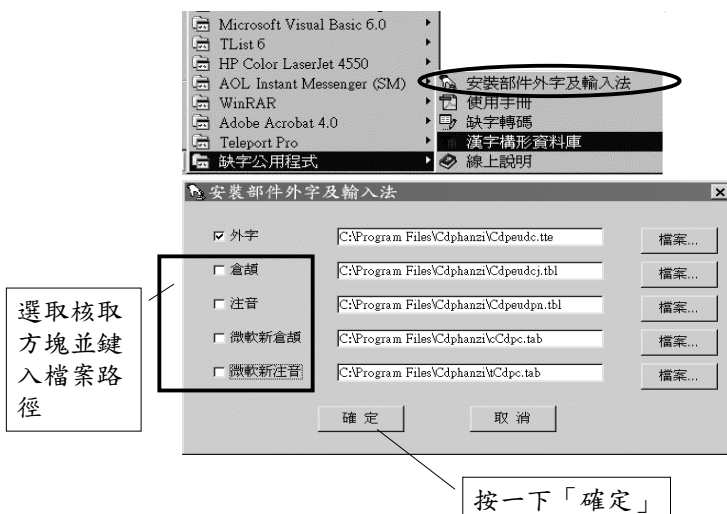 Microsoft Visual Basic 6.0
TList 6
HP Color LaserJet 4550
AOL Instant Messenger (SM)
WinRAR
Adobe Acrobat 4.0
Teleport Pro
缺字公用程式
安裝部件外字及輸入法
使用手冊
缺字轉碼
漢字構形資料庫
線上說明
安裝部件外字及輸入法
外字 C:\Program Files\Cdphanzi\Cdpeudc.tte 檔案...
倉頡 C:\Program Files\Cdphanzi\Cdpeudcj.tbl 檔案...
注音 C:\Program Files\Cdphanzi\Cdpeudpn.tbl 檔案...
微軟新倉頡 C:\Program Files\Cdphanzi\cCdpc.tab 檔案...
微軟新注音 C:\Program Files\Cdphanzi\tCdpc.tab 檔案...
確定 取消
選取核取
方塊並鍵
入檔案路
徑
按一下「確定」